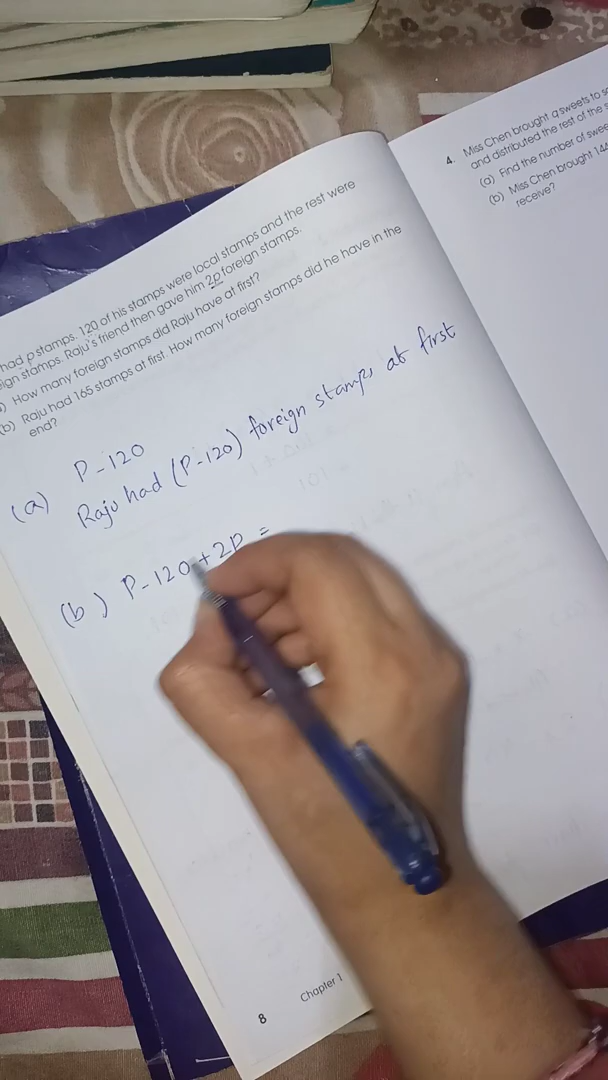 had p stamps. 120 of his stamps were local stamps and the rest were
ign stamps. Raju's friend then gave him 2p foreign stamps.
) How many foreign stamps did Raju have at first?
(b) Raju had 165 stamps at first. How many foreign stamps did he have in the
end?
(a) P-120
Raju had (P-120) foreign stamps at first
(b) P-120+2P =
8 Chapter 1
4. Miss Chen brought q sweets to s
and distributed the rest of the s
(a) Find the number of swee
(b) Miss Chen brought 144
receive?